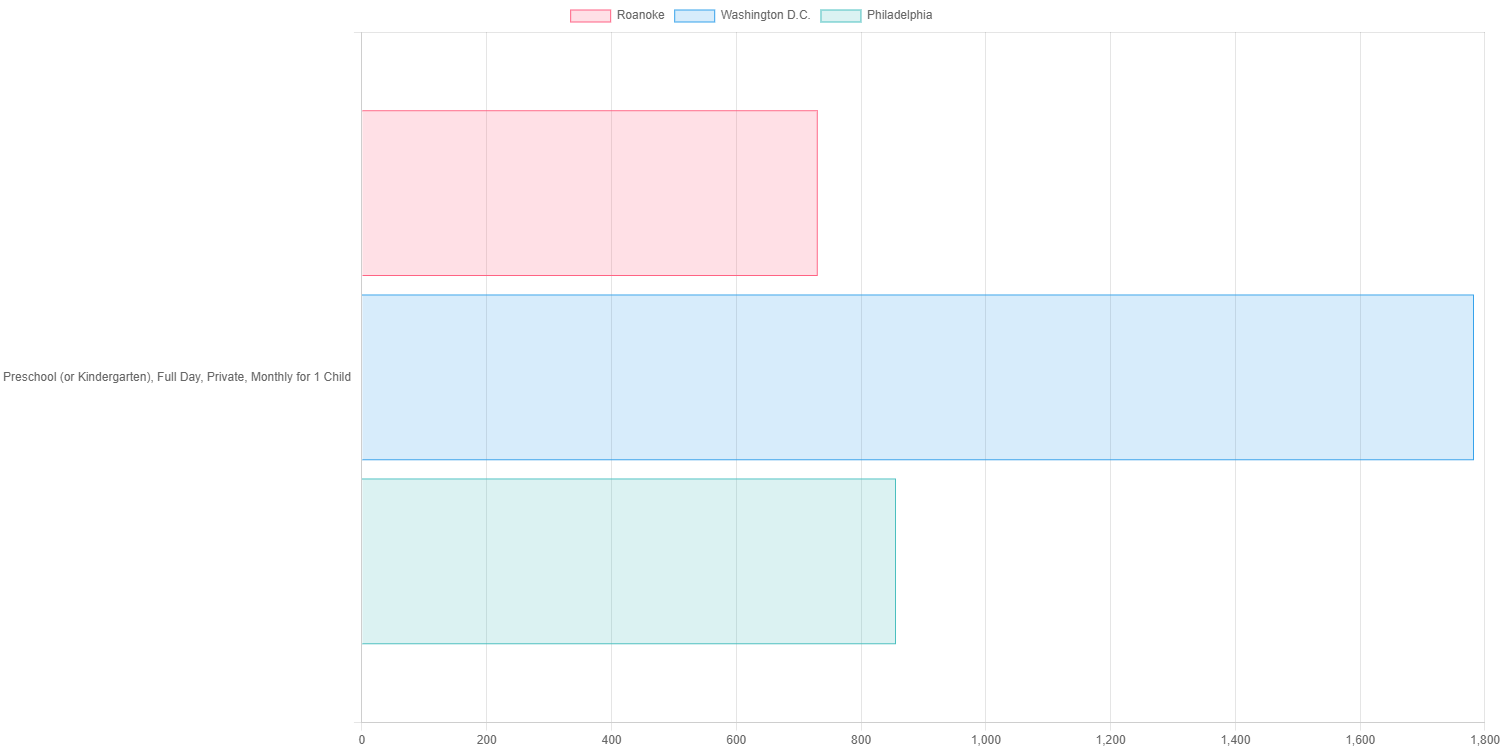 Roanoke Washington D.C. Philadelphia
Preschool (or Kindergarten), Full Day, Private, Monthly for 1 Child
0 200 400 600 800 1,000 1,200 1,400 1,600 1,800